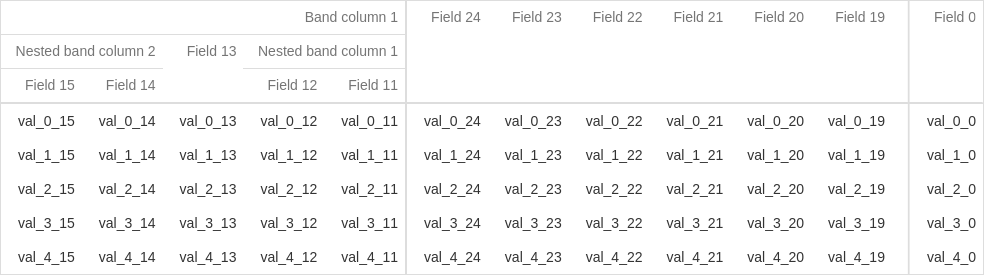 Band column 1 Field 24 Field 23 Field 22 Field 21 Field 20 Field 19 Field 0
Nested band column 2 Field 13 Nested band column 1
Field 15 Field 14 Field 12 Field 11
val_0_15 val_0_14 val_0_13 val_0_12 val_0_11 val_0_24 val_0_23 val_0_22 val_0_21 val_0_20 val_0_19 val_0_0
val_1_15 val_1_14 val_1_13 val_1_12 val_1_11 val_1_24 val_1_23 val_1_22 val_1_21 val_1_20 val_1_19 val_1_0
val_2_15 val_2_14 val_2_13 val_2_12 val_2_11 val_2_24 val_2_23 val_2_22 val_2_21 val_2_20 val_2_19 val_2_0
val_3_15 val_3_14 val_3_13 val_3_12 val_3_11 val_3_24 val_3_23 val_3_22 val_3_21 val_3_20 val_3_19 val_3_0
val_4_15 val_4_14 val_4_13 val_4_12 val_4_11 val_4_24 val_4_23 val_4_22 val_4_21 val_4_20 val_4_19 val_4_0